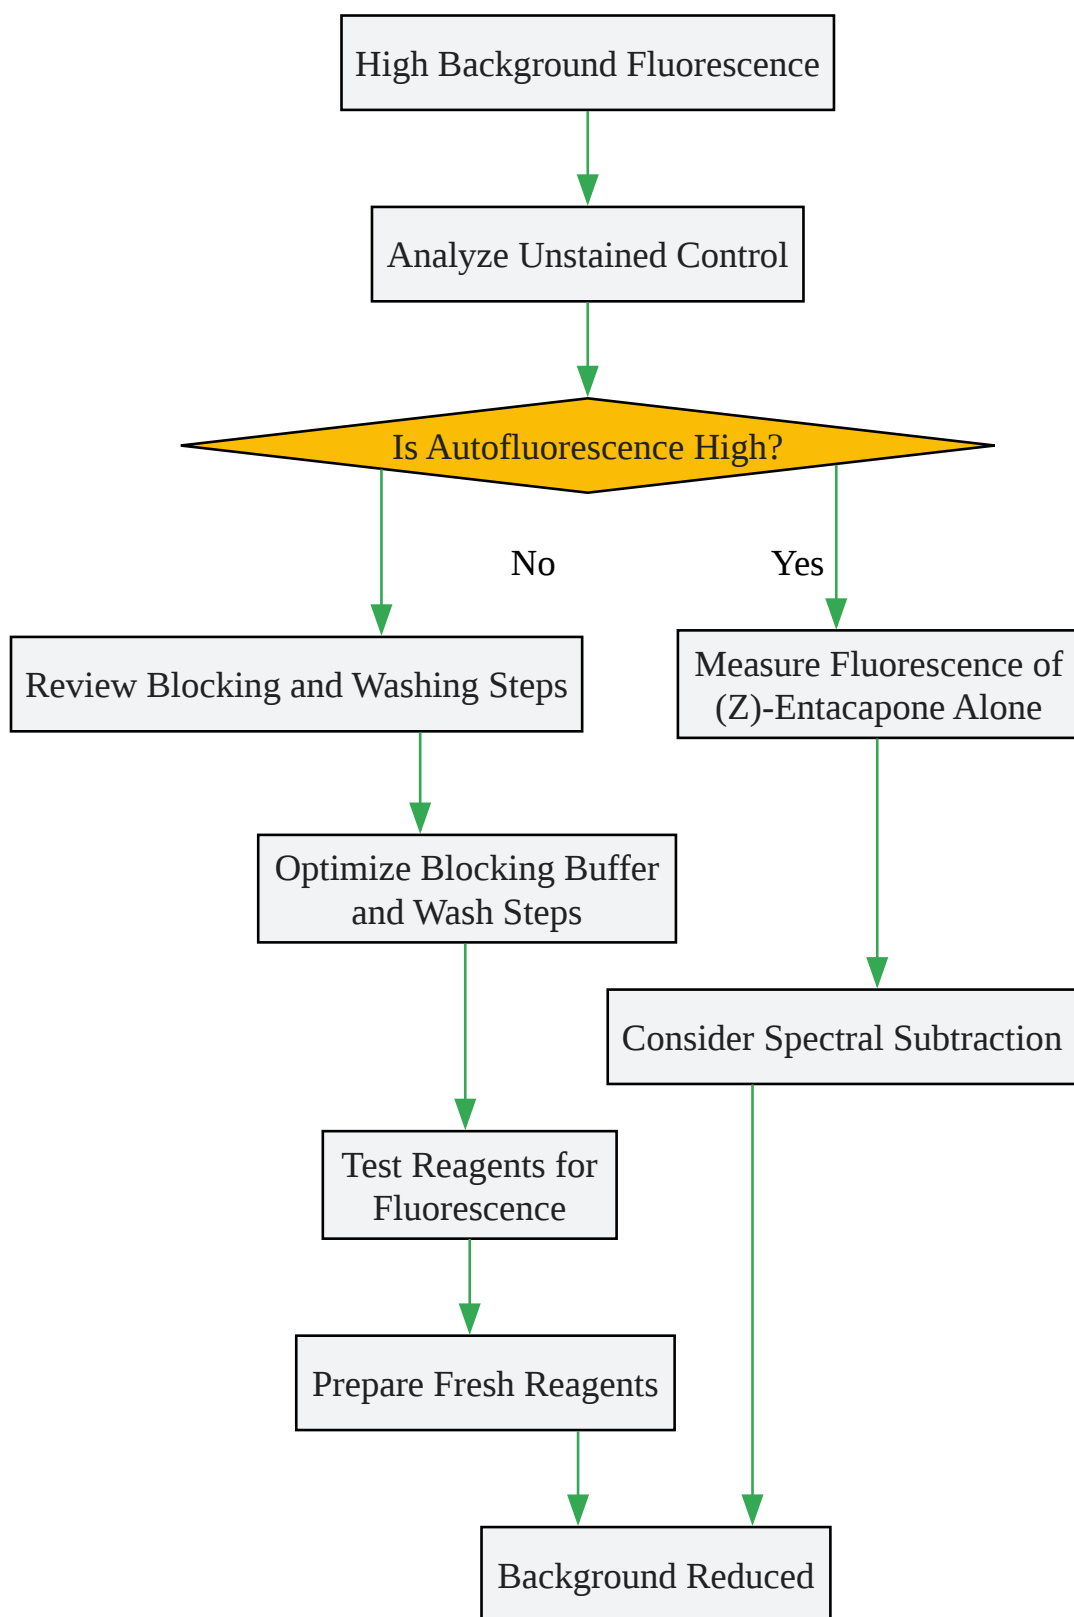 High Background Fluorescence
Analyze Unstained Control
Is Autofluorescence High?
No
Yes
Review Blocking and Washing Steps
Measure Fluorescence of
(Z)-Entacapone Alone
Optimize Blocking Buffer
and Wash Steps
Consider Spectral Subtraction
Test Reagents for
Fluorescence
Prepare Fresh Reagents
Background Reduced